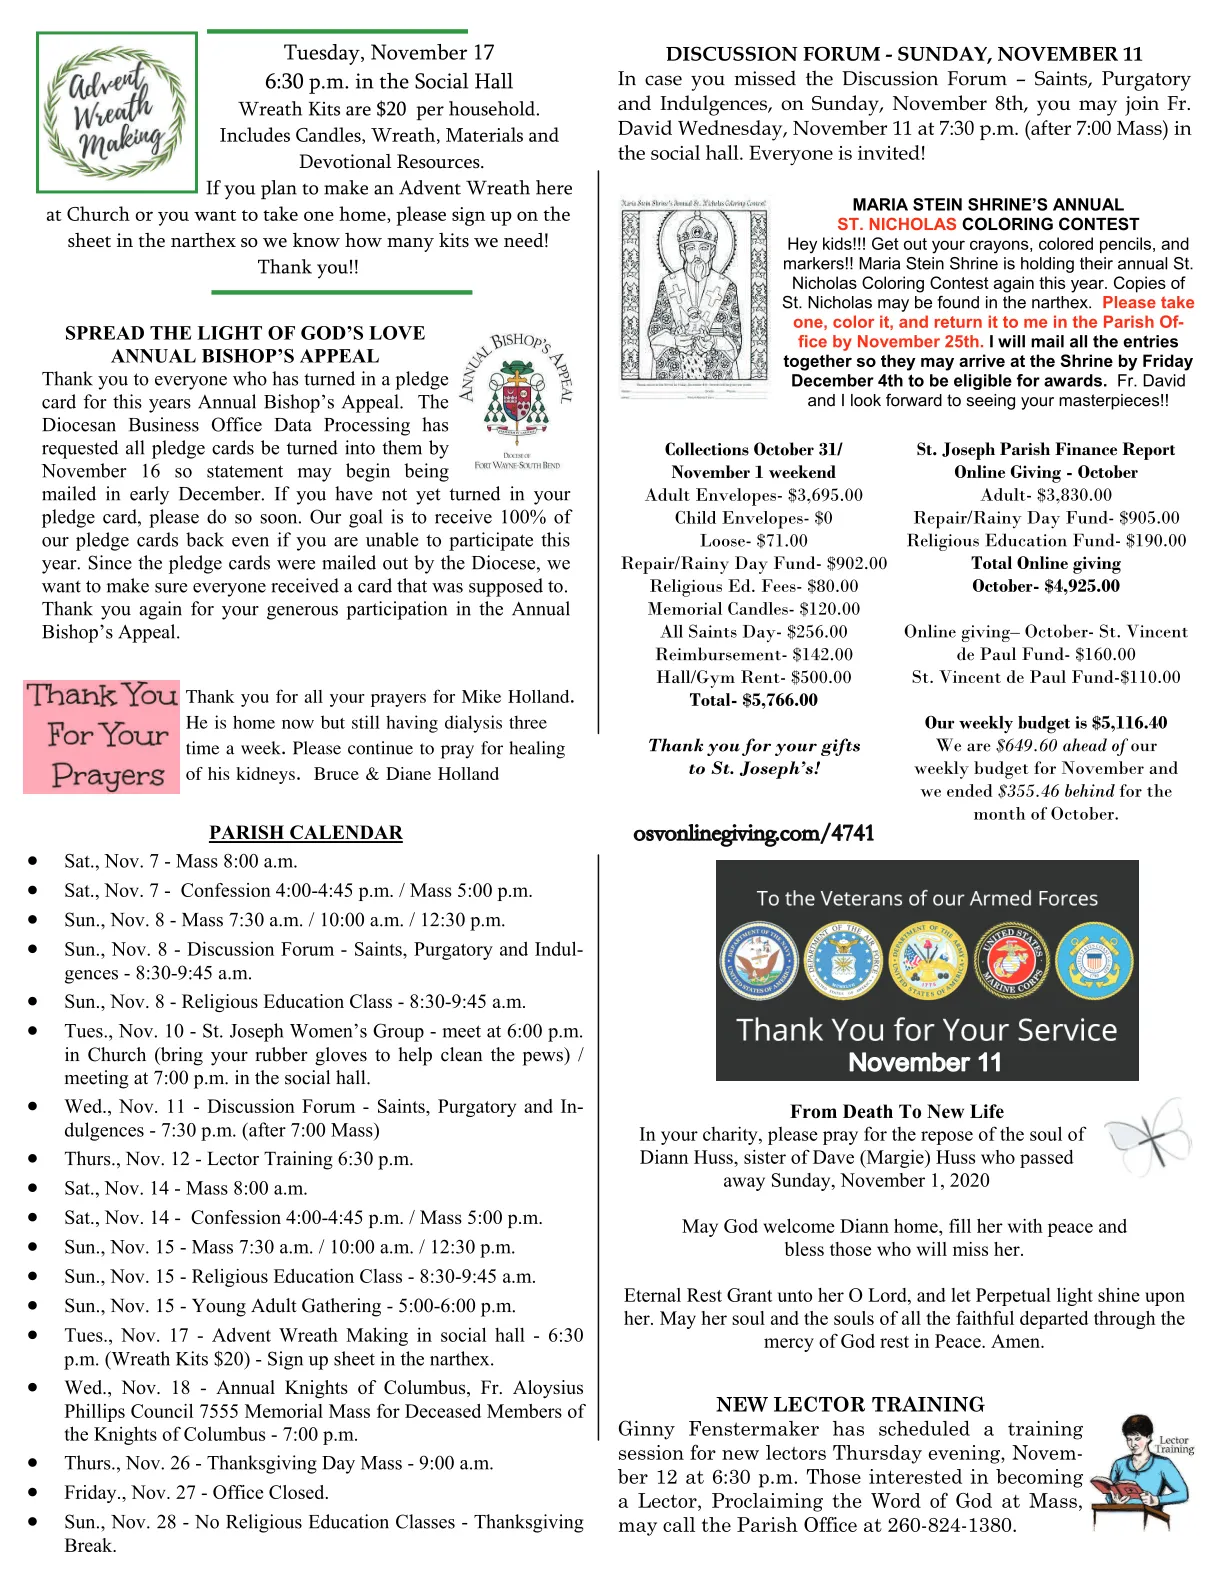 Advent
Wreath
Making
Tuesday, November 17
6:30 p.m. in the Social Hall
Wreath Kits are $20  per household.
Includes Candles, Wreath, Materials and
Devotional Resources.
If you plan to make an Advent Wreath here
at Church or you want to take one home, please sign up on the
sheet in the narthex so we know how many kits we need!
Thank you!!
SPREAD THE LIGHT OF GOD'S LOVE
ANNUAL BISHOP'S APPEAL
Thank you to everyone who has turned in a pledge
card for this years Annual Bishop's Appeal.  The
Diocesan Business Office Data Processing has
requested all pledge cards be turned into them by
November 16 so statement may begin being
mailed in early December. If you have not yet turned in your
pledge card, please do so soon. Our goal is to receive 100% of
our pledge cards back even if you are unable to participate this
year. Since the pledge cards were mailed out by the Diocese, we
want to make sure everyone received a card that was supposed to.
Thank you again for your generous participation in the Annual
Bishop's Appeal.
ANNUAL BISHOP'S APPEAL
DIOCESE OF
FORT WAYNE-SOUTH BEND
Thank You
For Your
Prayers
Thank you for all your prayers for Mike Holland.
He is home now but still having dialysis three
time a week. Please continue to pray for healing
of his kidneys.  Bruce & Diane Holland
PARISH CALENDAR
• Sat., Nov. 7 - Mass 8:00 a.m.
• Sat., Nov. 7 -  Confession 4:00-4:45 p.m. / Mass 5:00 p.m.
• Sun., Nov. 8 - Mass 7:30 a.m. / 10:00 a.m. / 12:30 p.m.
• Sun., Nov. 8 - Discussion Forum - Saints, Purgatory and Indul-
gences - 8:30-9:45 a.m.
• Sun., Nov. 8 - Religious Education Class - 8:30-9:45 a.m.
• Tues., Nov. 10 - St. Joseph Women's Group - meet at 6:00 p.m.
in Church (bring your rubber gloves to help clean the pews) /
meeting at 7:00 p.m. in the social hall.
• Wed., Nov. 11 - Discussion Forum - Saints, Purgatory and In-
dulgences - 7:30 p.m. (after 7:00 Mass)
• Thurs., Nov. 12 - Lector Training 6:30 p.m.
• Sat., Nov. 14 - Mass 8:00 a.m.
• Sat., Nov. 14 -  Confession 4:00-4:45 p.m. / Mass 5:00 p.m.
• Sun., Nov. 15 - Mass 7:30 a.m. / 10:00 a.m. / 12:30 p.m.
• Sun., Nov. 15 - Religious Education Class - 8:30-9:45 a.m.
• Sun., Nov. 15 - Young Adult Gathering - 5:00-6:00 p.m.
• Tues., Nov. 17 - Advent Wreath Making in social hall - 6:30
p.m. (Wreath Kits $20) - Sign up sheet in the narthex.
• Wed., Nov. 18 - Annual Knights of Columbus, Fr. Aloysius
Phillips Council 7555 Memorial Mass for Deceased Members of
the Knights of Columbus - 7:00 p.m.
• Thurs., Nov. 26 - Thanksgiving Day Mass - 9:00 a.m.
• Friday., Nov. 27 - Office Closed.
• Sun., Nov. 28 - No Religious Education Classes - Thanksgiving
Break.
DISCUSSION FORUM - SUNDAY, NOVEMBER 11
In case you missed the Discussion Forum – Saints, Purgatory
and Indulgences, on Sunday, November 8th, you may join Fr.
David Wednesday, November 11 at 7:30 p.m. (after 7:00 Mass) in
the social hall. Everyone is invited!
Maria Stein Shrine's Annual St. Nicholas Coloring Contest
MARIA STEIN SHRINE'S ANNUAL
ST. NICHOLAS COLORING CONTEST
Hey kids!!! Get out your crayons, colored pencils, and
markers!! Maria Stein Shrine is holding their annual St.
Nicholas Coloring Contest again this year. Copies of
St. Nicholas may be found in the narthex.  Please take
one, color it, and return it to me in the Parish Of-
fice by November 25th. I will mail all the entries
together so they may arrive at the Shrine by Friday
December 4th to be eligible for awards.  Fr. David
and I look forward to seeing your masterpieces!!
Collections October 31/
November 1 weekend
Adult Envelopes- $3,695.00
Child Envelopes- $0
Loose- $71.00
Repair/Rainy Day Fund- $902.00
Religious Ed. Fees- $80.00
Memorial Candles- $120.00
All Saints Day- $256.00
Reimbursement- $142.00
Hall/Gym Rent- $500.00
Total- $5,766.00
Thank you for your gifts
to St. Joseph's!
osvonlinegiving.com/4741
St. Joseph Parish Finance Report
Online Giving - October
Adult- $3,830.00
Repair/Rainy Day Fund- $905.00
Religious Education Fund- $190.00
Total Online giving
October- $4,925.00
Online giving– October- St. Vincent
de Paul Fund- $160.00
St. Vincent de Paul Fund-$110.00
Our weekly budget is $5,116.40
We are $649.60 ahead of our
weekly budget for November and
we ended $355.46 behind for the
month of October.
To the Veterans of our Armed Forces
DEPARTMENT OF THE NAVY
UNITED STATES OF AMERICA
DEPARTMENT OF THE AIR FORCE
UNITED STATES OF AMERICA
DEPARTMENT OF THE ARMY
UNITED STATES OF AMERICA
UNITED STATES
MARINE CORPS
Thank You for Your Service
November 11
From Death To New Life
In your charity, please pray for the repose of the soul of
Diann Huss, sister of Dave (Margie) Huss who passed
away Sunday, November 1, 2020
May God welcome Diann home, fill her with peace and
bless those who will miss her.
Eternal Rest Grant unto her O Lord, and let Perpetual light shine upon
her. May her soul and the souls of all the faithful departed through the
mercy of God rest in Peace. Amen.
NEW LECTOR TRAINING
Ginny Fenstermaker has scheduled a training
session for new lectors Thursday evening, Novem-
ber 12 at 6:30 p.m. Those interested in becoming
a Lector, Proclaiming the Word of God at Mass,
may call the Parish Office at 260-824-1380.
Lector
Training